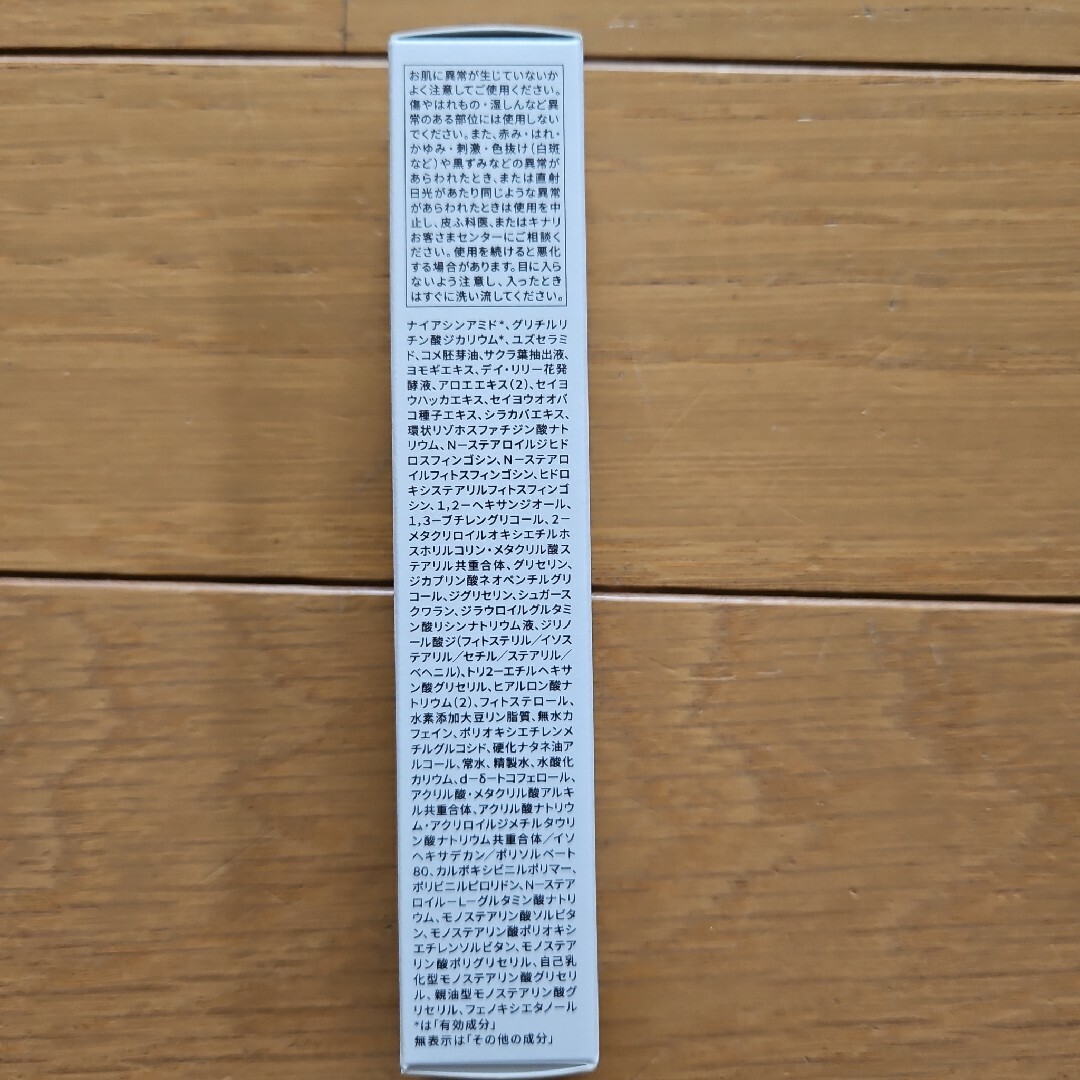 お肌に異常が生じていないか
よく注意してご使用ください。
傷やはれもの・湿しんなど異
常のある部位には使用しない
でください。また、赤み・はれ・
かゆみ・刺激・色抜け(白斑
など)や黒ずみなどの異常が
あらわれたとき、または直射
日光があたり同じような異常
があらわれたときは使用を中
止し、皮ふ科医、またはキナリ
お客さまセンターにご相談く
ださい。使用を続けると悪化
する場合があります。目に入ら
ないよう注意し、入ったとき
はすぐに洗い流してください。
ナイアシンアミド*、グリチルリ
チン酸ジカリウム*、ユズセラミ
ド、コメ胚芽油、サクラ葉抽出液、
ヨモギエキス、デイ・リリー花発
酵液、アロエエキス(2)、セイヨ
ウハッカエキス、セイヨウオオバ
コ種子エキス、シラカバエキス、
環状リゾホスファチジン酸ナト
リウム、N－ステアロイルジヒド
ロスフィンゴシン、N－ステアロ
イルフィトスフィンゴシン、ヒドロ
キシステアリルフィトスフィンゴ
シン、1,2－ヘキサンジオール、
1,3－ブチレングリコール、2－
メタクリロイルオキシエチルホ
スホリルコリン・メタクリル酸ス
テアリル共重合体、グリセリン、
ジカプリン酸ネオペンチルグリ
コール、ジグリセリン、シュガース
クワラン、ジラウロイルグルタミ
ン酸リシンナトリウム液、ジリノ
ール酸ジ(フィトステリル／イソス
テアリル／セチル／ステアリル／
ベヘニル)、トリ2－エチルヘキサ
ン酸グリセリル、ヒアルロン酸ナ
トリウム(2)、フィトステロール、
水素添加大豆リン脂質、無水カ
フェイン、ポリオキシエチレンメ
チルグルコシド、硬化ナタネ油ア
ルコール、常水、精製水、水酸化
カリウム、d－δ－トコフェロール、
アクリル酸・メタクリル酸アルキ
ル共重合体、アクリル酸ナトリウ
ム・アクリロイルジメチルタウリ
ン酸ナトリウム共重合体／イソ
ヘキサデカン／ポリソルベート
80、カルボキシビニルポリマー、
ポリビニルピロリドン、N－ステア
ロイル－L－グルタミン酸ナトリ
ウム、モノステアリン酸ソルビタ
ン、モノステアリン酸ポリオキシ
エチレンソルビタン、モノステア
リン酸ポリグリセリル、自己乳
化型モノステアリン酸グリセリ
ル、親油型モノステアリン酸グ
リセリル、フェノキシエタノール
*は「有効成分」
無表示は「その他の成分」